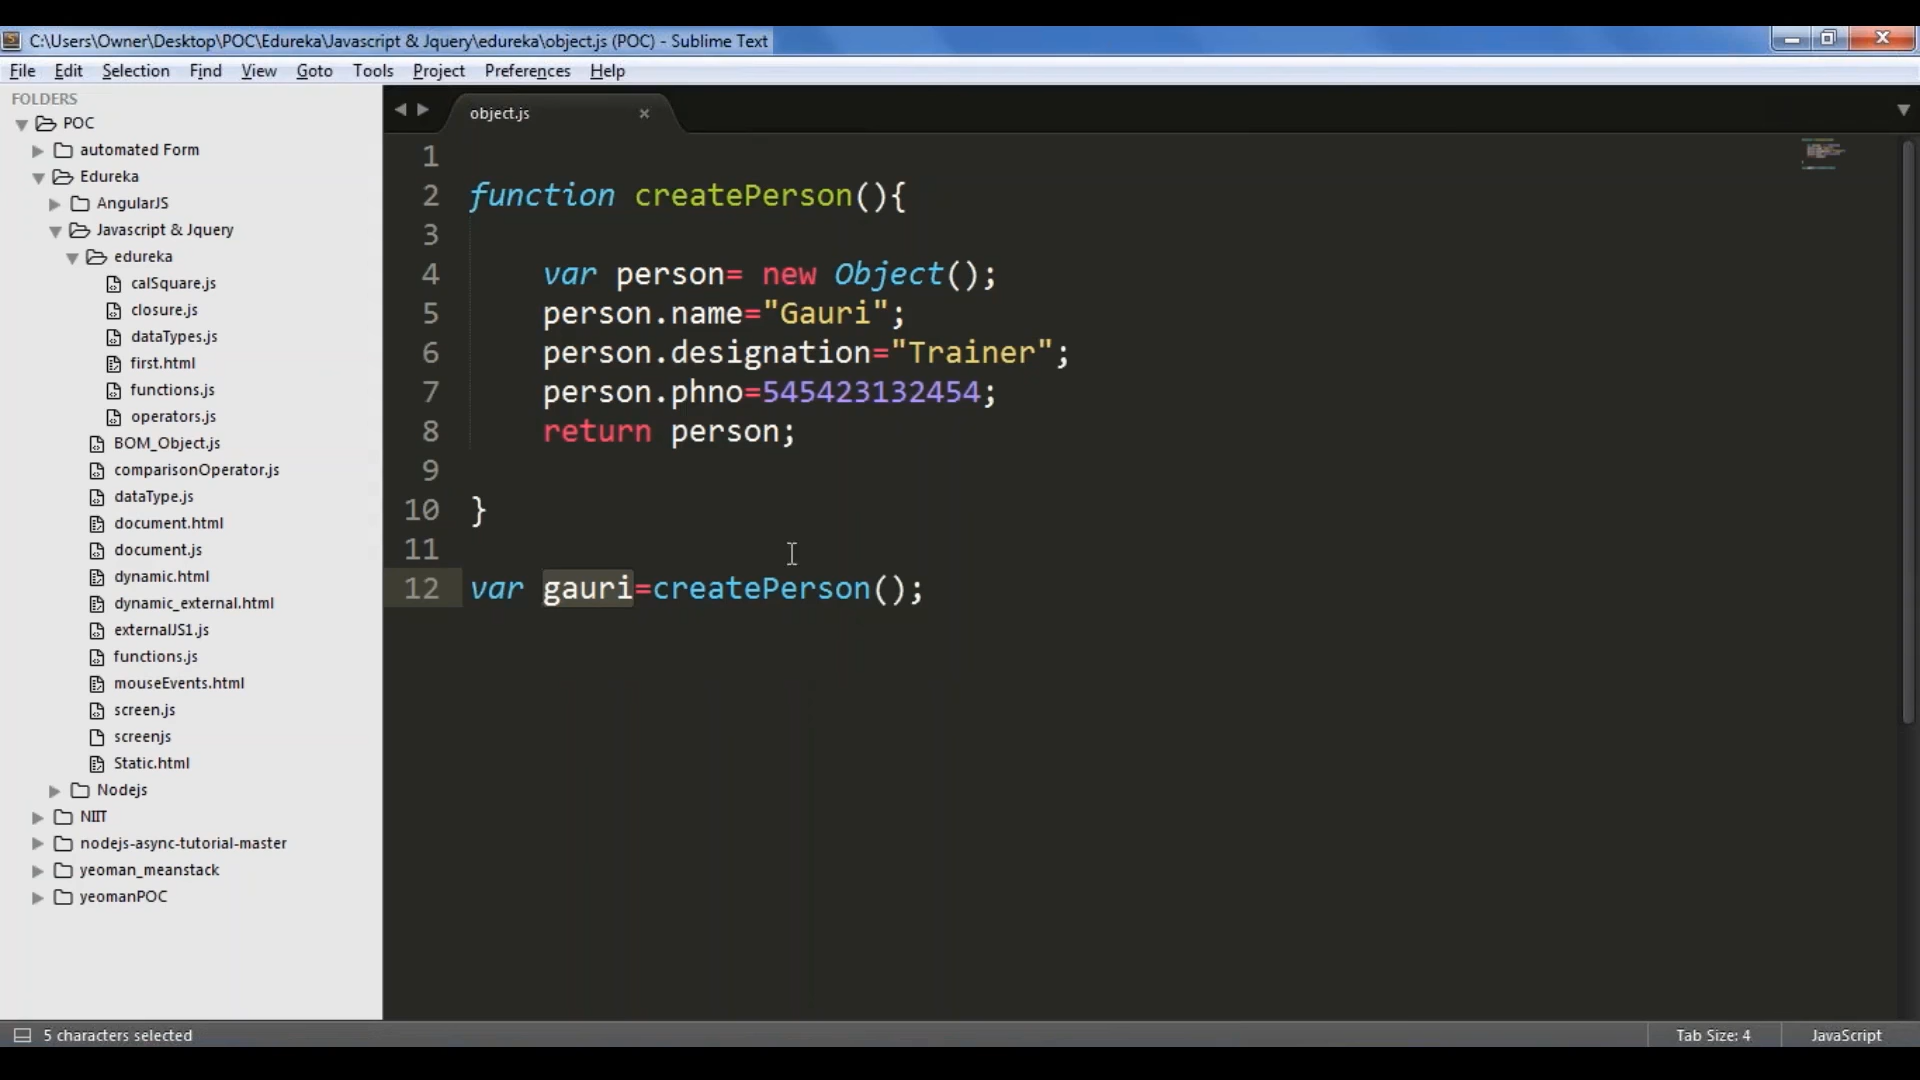 C:\Users\Owner\Desktop\POC\Edureka\Javascript & Jquery\edureka\object.js (POC) - Sublime Text
File Edit Selection Find View Goto Tools Project Preferences Help
FOLDERS
POC
automated Form
Edureka
AngularJS
Javascript & Jquery
edureka
calSquare.js
closure.js
dataTypes.js
first.html
functions.js
operators.js
BOM_Object.js
comparisonOperator.js
dataType.js
document.html
document.js
dynamic.html
dynamic_external.html
externalJS1.js
functions.js
mouseEvents.html
screen.js
screenjs
Static.html
Nodejs
NIIT
nodejs-async-tutorial-master
yeoman_meanstack
yeomanPOC
object.js
1
2 function createPerson(){
3
4 var person= new Object();
5 person.name="Gauri";
6 person.designation="Trainer";
7 person.phno=545423132454;
8 return person;
9
10 }
11
12 var gauri=createPerson();
5 characters selected
Tab Size: 4
JavaScript